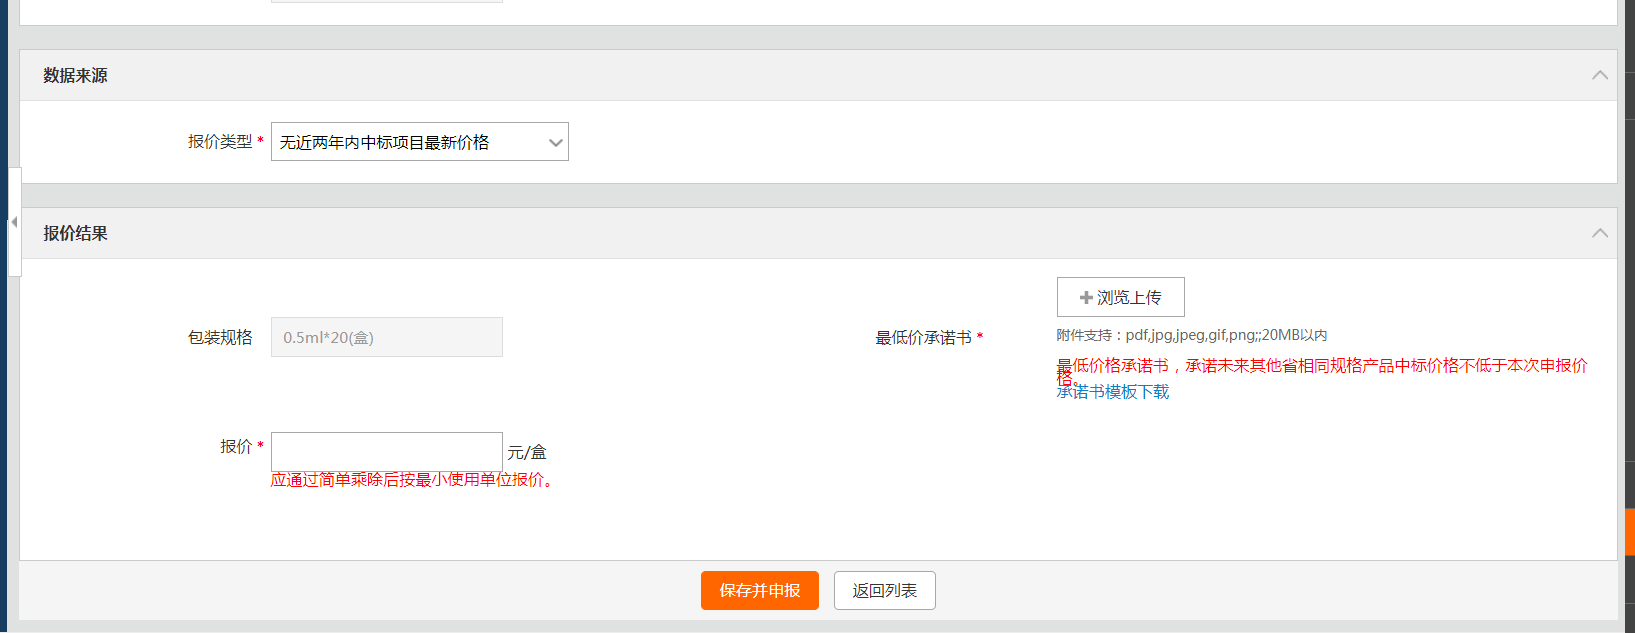 数据来源
报价类型 * 无近两年内中标项目最新价格
报价结果
浏览上传
包装规格 0.5ml*20(盒)
最低价承诺书 *
附件支持：pdf,jpg,jpeg,gif,png;;20MB以内
最低价格承诺书，承诺未来其他省相同规格产品中标价格不低于本次申报价
格。
承诺书模板下载
报价 * 元/盒
应通过简单乘除后按最小使用单位报价。
保存并申报 返回列表